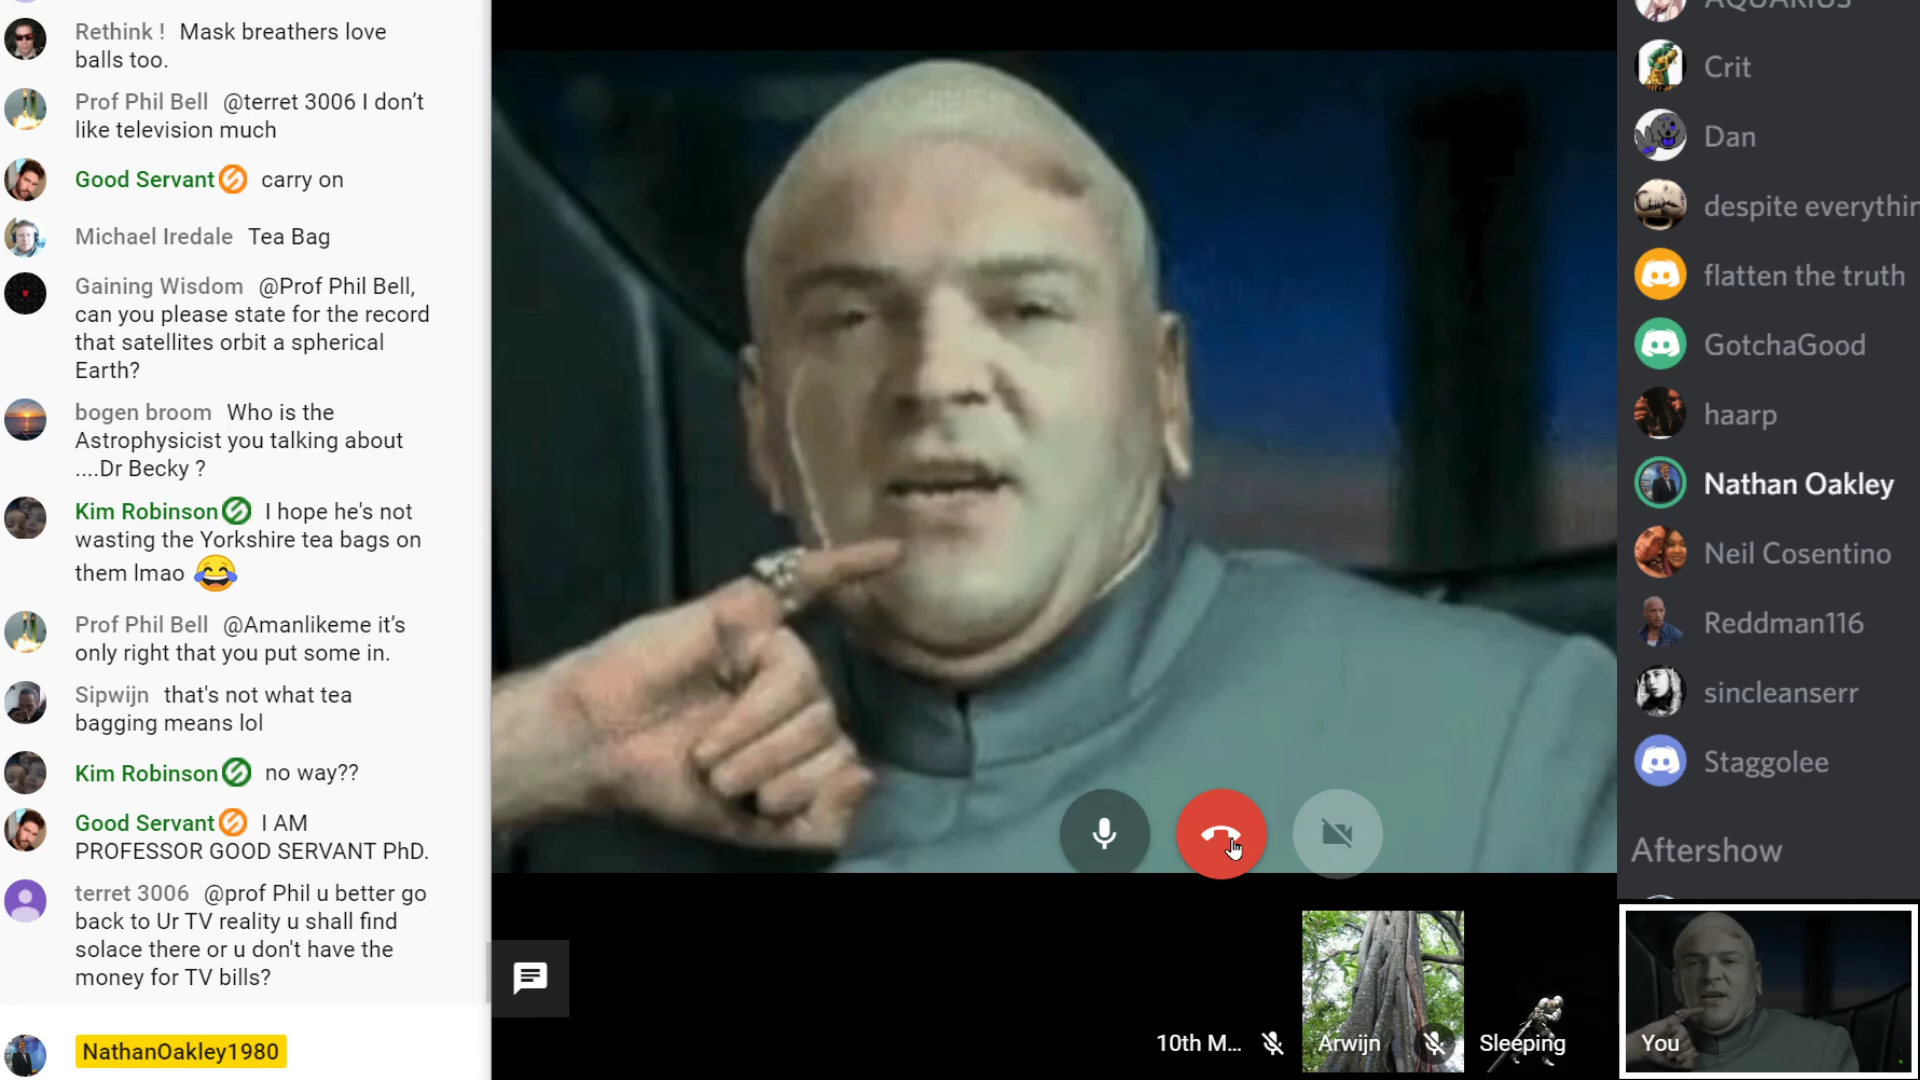 Rethink ! Mask breathers love
balls too.
Prof Phil Bell @terret 3006 I don’t
like television much
Good Servant carry on
Michael Iredale Tea Bag
Gaining Wisdom @Prof Phil Bell,
can you please state for the record
that satellites orbit a spherical
Earth?
bogen broom Who is the
Astrophysicist you talking about
....Dr Becky ?
Kim Robinson I hope he's not
wasting the Yorkshire tea bags on
them lmao
Prof Phil Bell @Amanlikeme it’s
only right that you put some in.
Sipwijn that's not what tea
bagging means lol
Kim Robinson no way??
Good Servant I AM
PROFESSOR GOOD SERVANT PhD.
terret 3006 @prof Phil u better go
back to Ur TV reality u shall find
solace there or u don't have the
money for TV bills?
NathanOakley1980
10th M...
Arwijn
Sleeping
AQUARIUS
Crit
Dan
despite everythin
flatten the truth
GotchaGood
haarp
Nathan Oakley
Neil Cosentino
Reddman116
sincleanserr
Staggolee
Aftershow
You